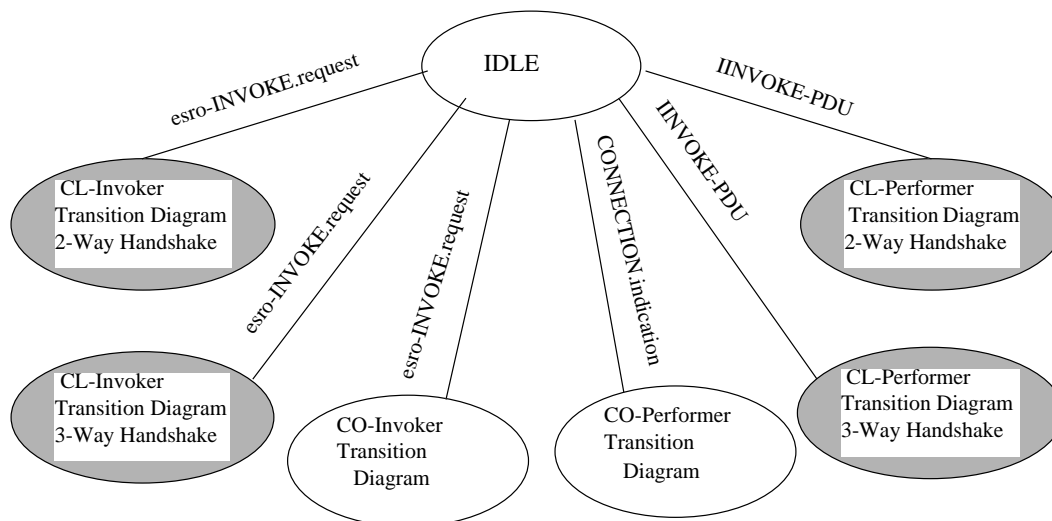 IDLE
esro-INVOKE.request
IINVOKE-PDU
esro-INVOKE.request
esro-INVOKE.request
CONNECTION.indication
IINVOKE-PDU
CL-Invoker
Transition Diagram
2-Way Handshake
CL-Performer
Transition Diagram
2-Way Handshake
CL-Invoker
Transition Diagram
3-Way Handshake
CO-Invoker
Transition
Diagram
CO-Performer
Transition
Diagram
CL-Performer
Transition Diagram
3-Way Handshake